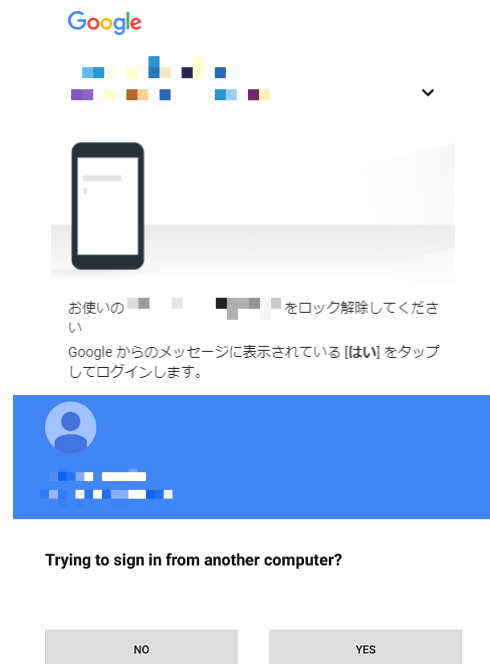 Google
お使いの をロック解除してくださ
い
Google からのメッセージに表示されている [はい] をタップ
してログインします。
Trying to sign in from another computer?
NO
YES